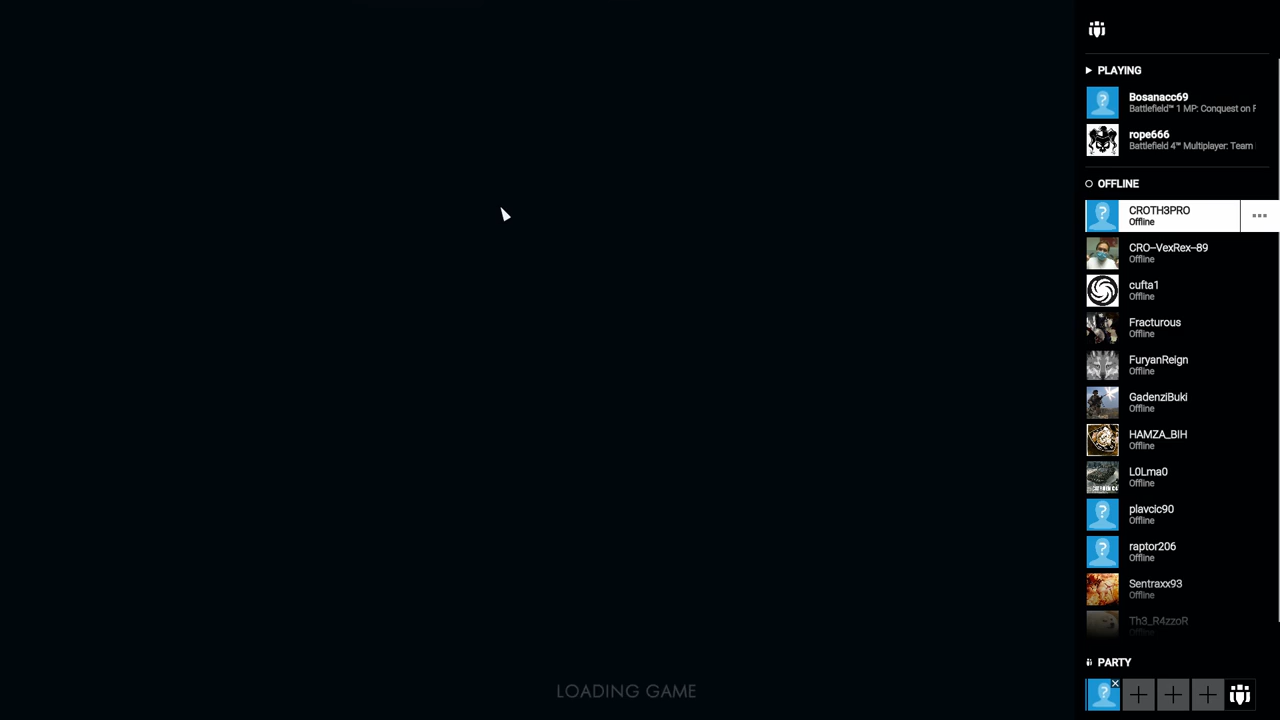 PLAYING
Bosanacc69
Battlefield™ 1 MP: Conquest on F
rope666
Battlefield 4™ Multiplayer: Team
OFFLINE
CROTH3PRO
Offline
CRO-VexRex-89
Offline
cufta1
Offline
Fracturous
Offline
FuryanReign
Offline
GadenziBuki
Offline
HAMZA_BIH
Offline
L0Lma0
Offline
plavcic90
Offline
raptor206
Offline
Sentraxx93
Offline
Th3_R4zzoR
Offline
PARTY
LOADING GAME